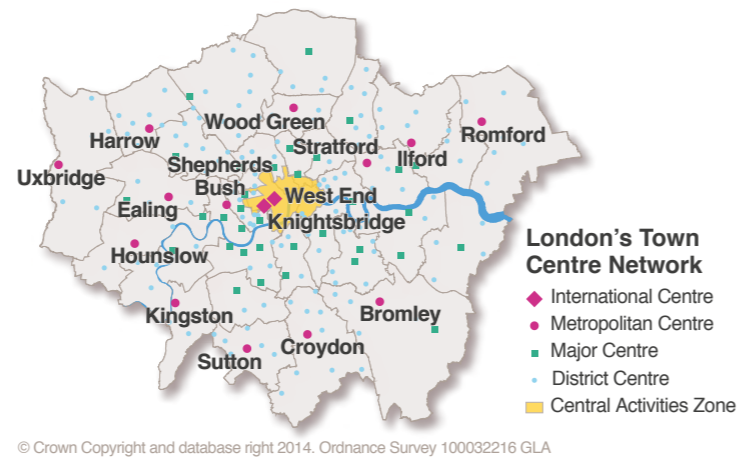 Wood Green
Harrow
Stratford
Romford
Ilford
Shepherds
Bush
Uxbridge
West End
Ealing
Knightsbridge
Hounslow
Kingston
Bromley
Croydon
Sutton
London's Town
Centre Network
International Centre
Metropolitan Centre
Major Centre
District Centre
Central Activities Zone
© Crown Copyright and database right 2014. Ordnance Survey 100032216 GLA